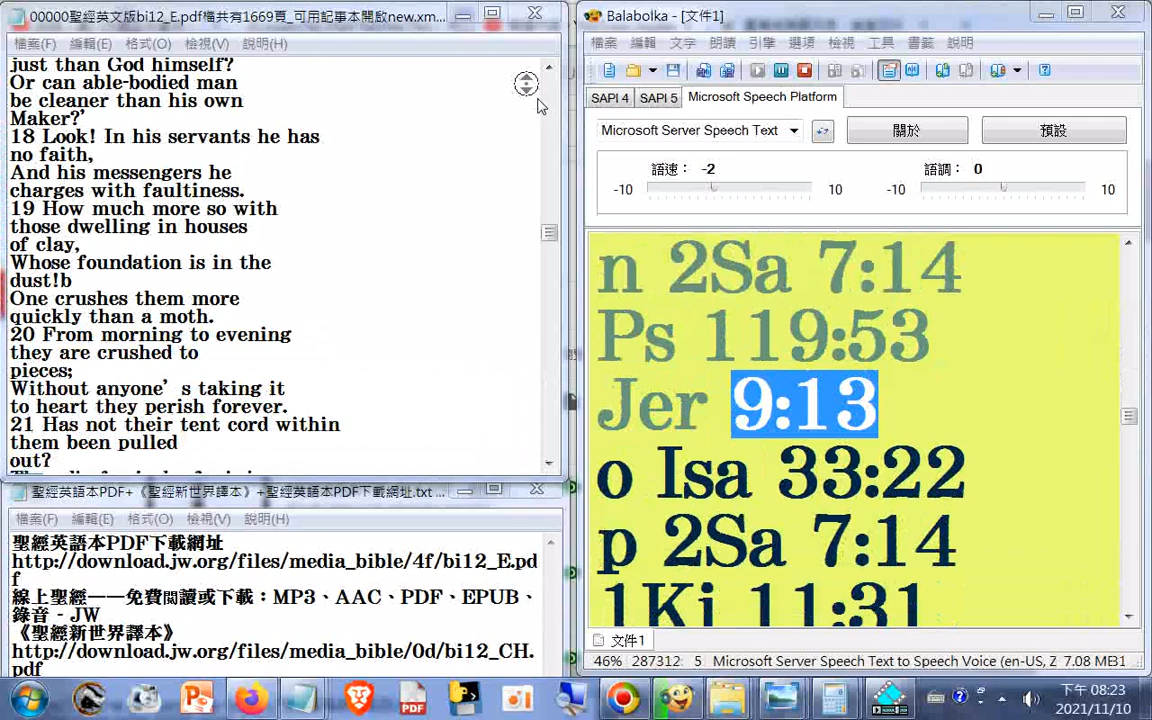 00000聖經英文版bi12_E.pdf檔共有1669頁_可用記事本開啟new.xm...
檔案(F) 編輯(E) 格式(O) 檢視(V) 說明(H)
just than God himself?
Or can able-bodied man
be cleaner than his own
Maker?’
18 Look! In his servants he has
no faith,
And his messengers he
charges with faultiness.
19 How much more so with
those dwelling in houses
of clay,
Whose foundation is in the
dust!b
One crushes them more
quickly than a moth.
20 From morning to evening
they are crushed to
pieces;
Without anyone’s taking it
to heart they perish forever.
21 Has not their tent cord within
them been pulled
out?
聖經英語本PDF+《聖經新世界譯本》+聖經英語本PDF下載網址.txt ...
檔案(F) 編輯(E) 格式(O) 檢視(V) 說明(H)
聖經英語本PDF下載網址
http://download.jw.org/files/media_bible/4f/bi12_E.pd
f
線上聖經——免費閱讀或下載：MP3、AAC、PDF、EPUB、
錄音 - JW
《聖經新世界譯本》
http://download.jw.org/files/media_bible/0d/bi12_CH.
pdf
Balabolka - [文件1]
檔案 編輯 文字 朗讀 引擎 選項 檢視 工具 書籤 說明
SAPI 4 SAPI 5 Microsoft Speech Platform
Microsoft Server Speech Text 關於 預設
語速： -2 語調： 0
-10 10 -10 10
n 2Sa 7:14
Ps 119:53
Jer 9:13
o Isa 33:22
p 2Sa 7:14
1Ki 11:31
文件1
46% 287312: 5 Microsoft Server Speech Text to Speech Voice (en-US, Z 7.08 MB1
PDF
下午 08:23
2021/11/10